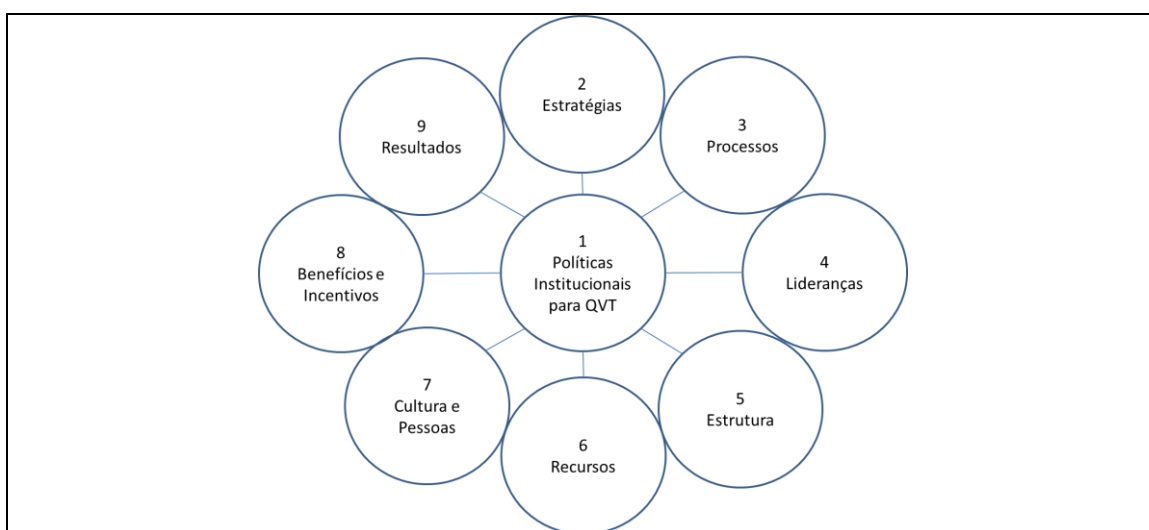 1
Políticas
Institucionais
para QVT
2
Estratégias
3
Processos
4
Lideranças
5
Estrutura
6
Recursos
7
Cultura e
Pessoas
8
Benefícios e
Incentivos
9
Resultados